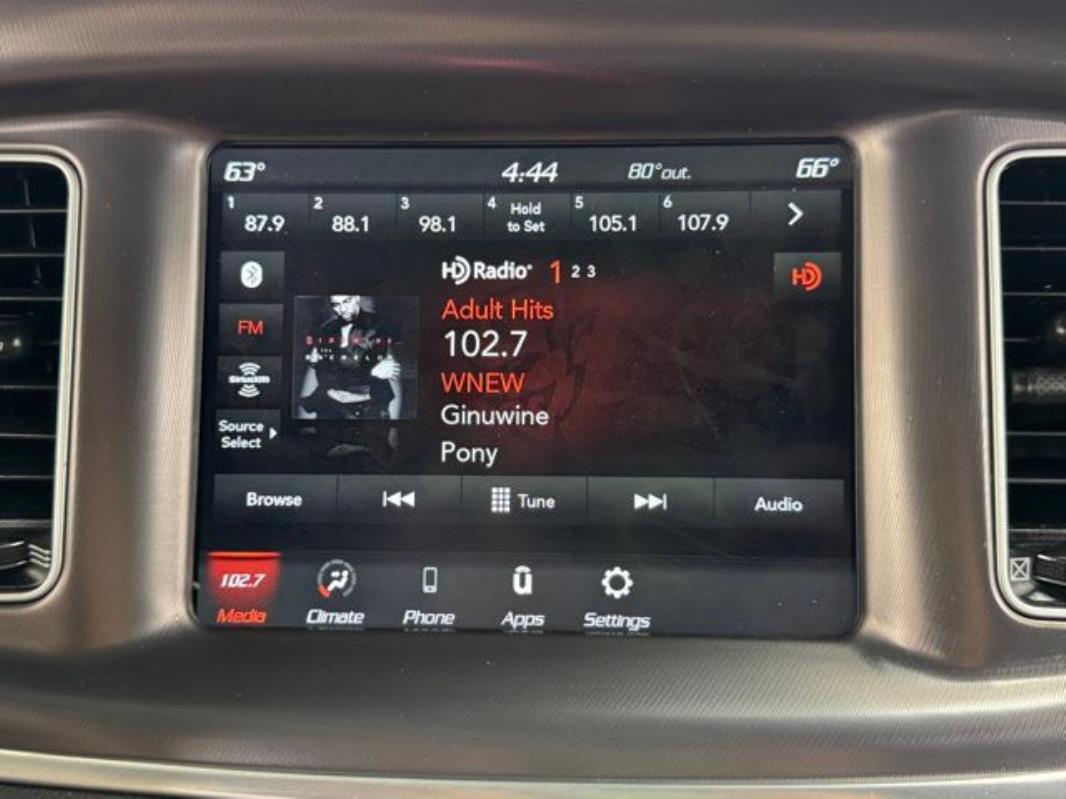 63° 4:44 80° out. 66°
1 87.9 2 88.1 3 98.1 4 Hold to Set 5 105.1 6 107.9
HD Radio 1 2 3 HD
Adult Hits
FM
102.7
SiriusXM
WNEW
Ginuwine
Source
Select
Pony
Browse Tune Audio
102.7
Media Climate Phone Apps Settings